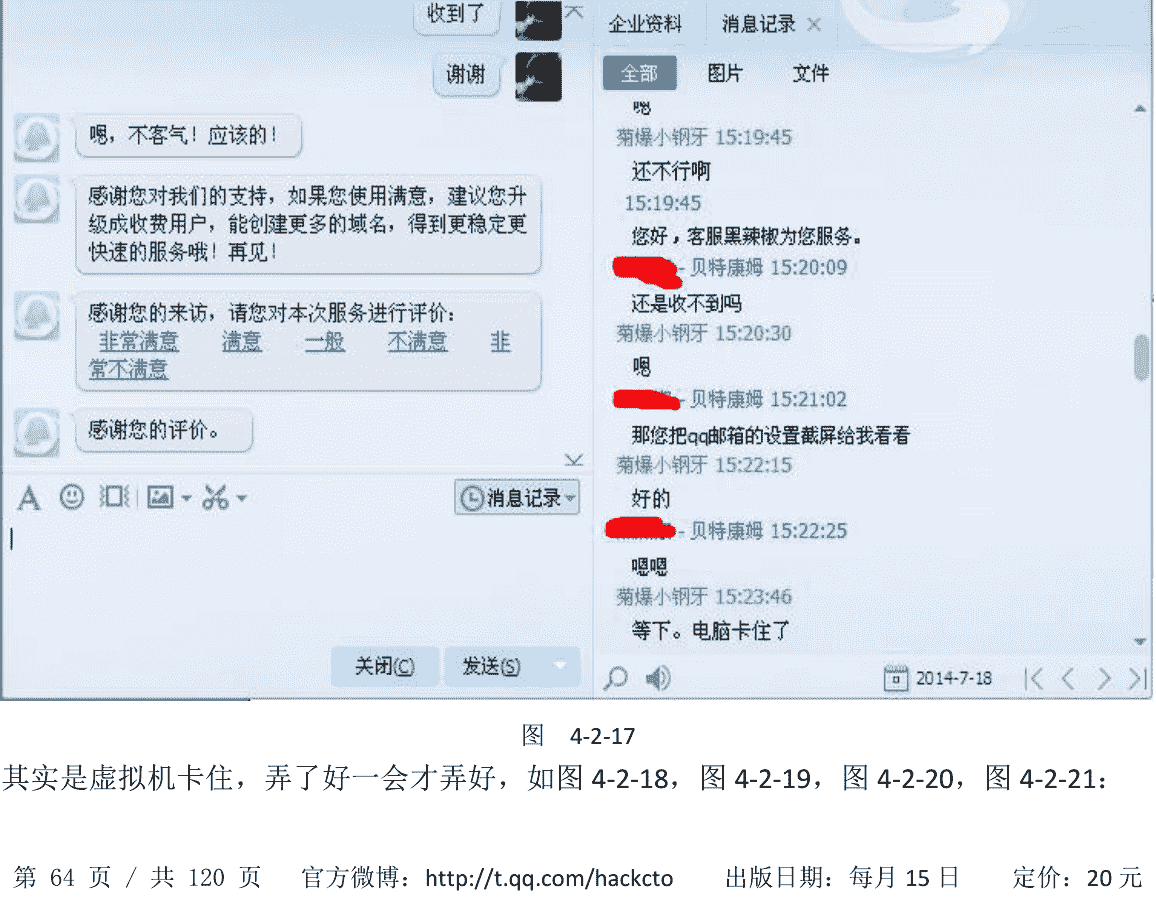 收到了
谢谢
嗯，不客气！应该的！
感谢您对我们的支持，如果您使用满意，建议您升
级成收费用户，能创建更多的域名，得到更稳定更
快速的服务哦！再见！
感谢您的来访，请您对本次服务进行评价：
非常满意 满意 一般 不满意 非
常不满意
感谢您的评价。
消息记录
关闭(C) 发送(S)
企业资料 消息记录
全部 图片 文件
嗯
菊爆小钢牙 15:19:45
还不行啊
15:19:45
您好，客服黑辣椒为您服务。
- 贝特康姆 15:20:09
还是收不到吗
菊爆小钢牙 15:20:30
嗯
- 贝特康姆 15:21:02
那您把qq邮箱的设置截屏给我看看
菊爆小钢牙 15:22:15
好的
- 贝特康姆 15:22:25
嗯嗯
菊爆小钢牙 15:23:46
等下。电脑卡住了
2014-7-18
图 4-2-17
其实是虚拟机卡住，弄了好一会才弄好，如图 4-2-18，图 4-2-19，图 4-2-20，图 4-2-21：
第 64 页 / 共 120 页 官方微博：http://t.qq.com/hackcto 出版日期：每月 15 日 定价：20 元